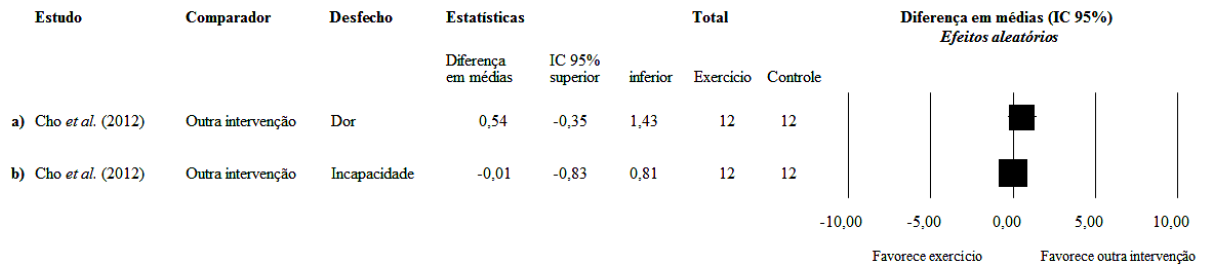 Estudo Comparador Desfecho Estatísticas Total Diferença em médias (IC 95%)
Efeitos aleatórios
Diferença IC 95%
em médias superior inferior Exercício Controle
a) Cho et al. (2012) Outra intervenção Dor 0,54 -0,35 1,43 12 12
b) Cho et al. (2012) Outra intervenção Incapacidade -0,01 -0,83 0,81 12 12
-10,00 -5,00 0,00 5,00 10,00
Favorece exercício Favorece outra intervenção